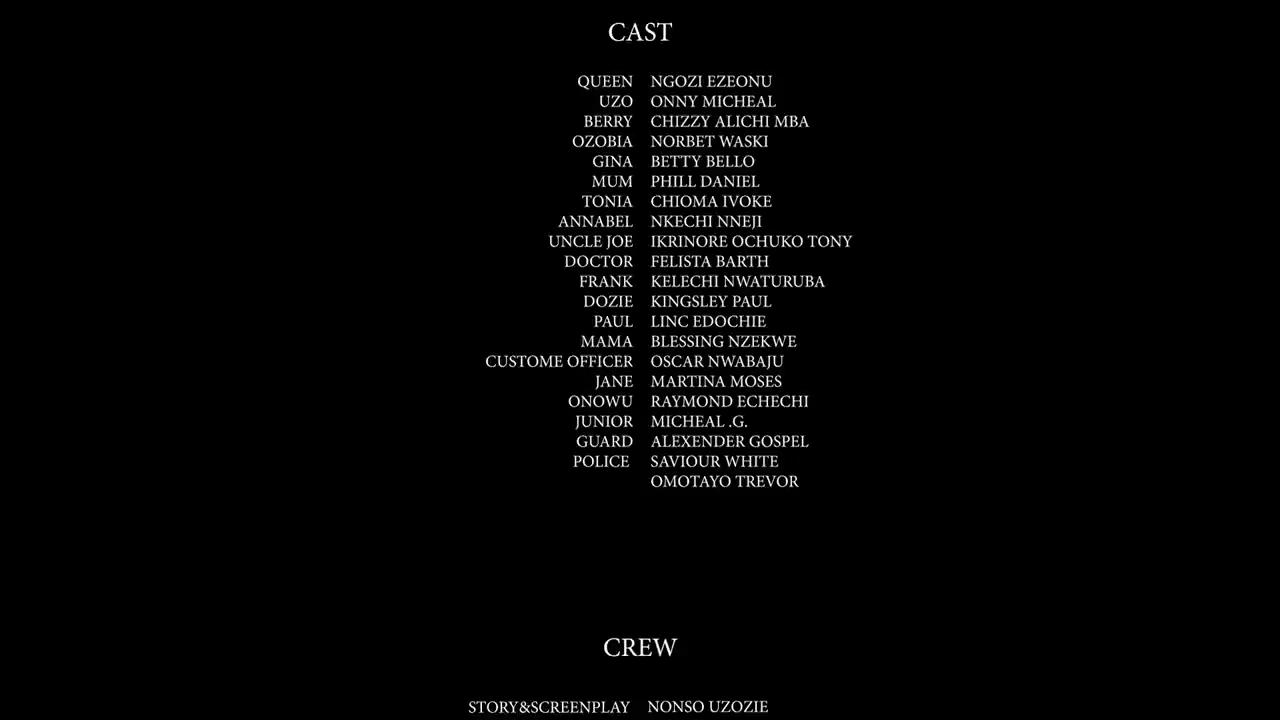 CAST
QUEEN NGOZI EZEONU
UZO ONNY MICHEAL
BERRY CHIZZY ALICHI MBA
OZOBIA NORBET WASKI
GINA BETTY BELLO
MUM PHILL DANIEL
TONIA CHIOMA IVOKE
ANNABEL NKECHI NNEJI
UNCLE JOE IKRINORE OCHUKO TONY
DOCTOR FELISTA BARTH
FRANK KELECHI NWATURUBA
DOZIE KINGSLEY PAUL
PAUL LINC EDOCHIE
MAMA BLESSING NZEKWE
CUSTOME OFFICER OSCAR NWABAJU
JANE MARTINA MOSES
ONOWU RAYMOND ECHECHI
JUNIOR MICHEAL .G.
GUARD ALEXENDER GOSPEL
POLICE SAVIOUR WHITE
OMOTAYO TREVOR
CREW
STORY&SCREENPLAY NONSO UZOZIE